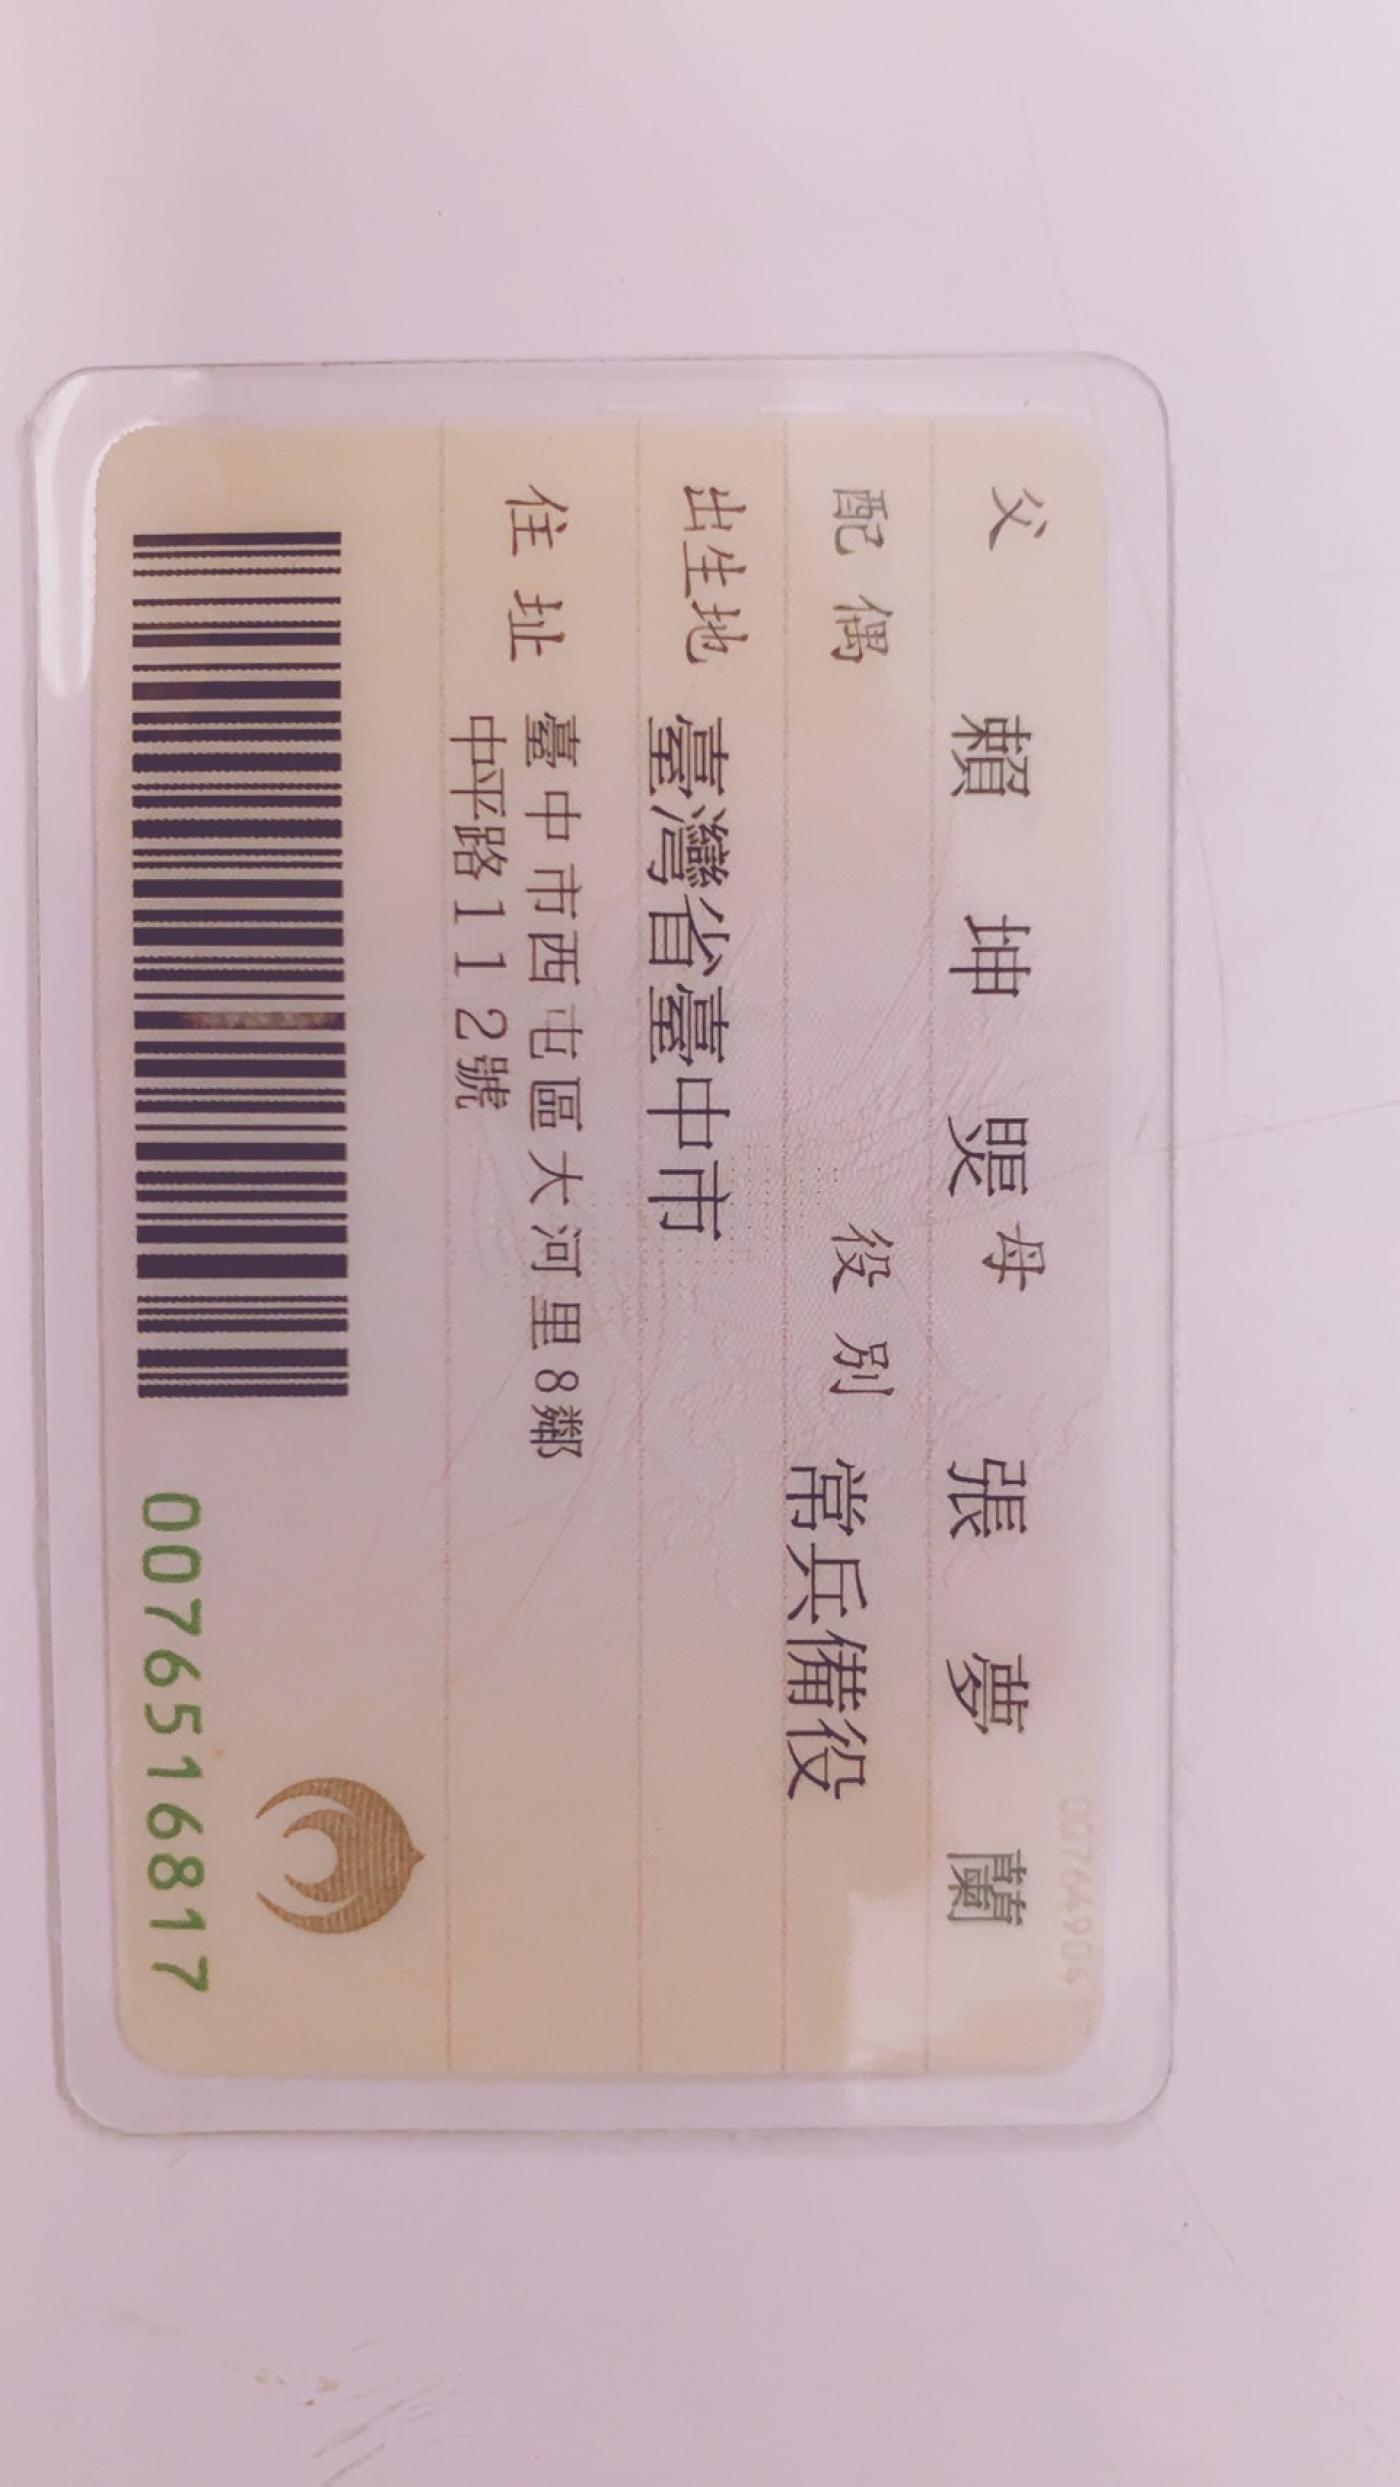 父 賴坤煚 母 張夢蘭
配偶 役別 常兵備役
出生地 臺灣省臺中市
住址 臺中市西屯區大河里8鄰
中平路112號
0076516817